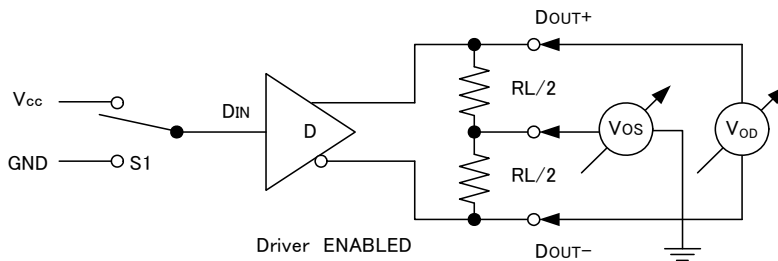 DOUT+
Vcc
RL/2
DIN
D
VOS
VOD
GND
S1
RL/2
Driver ENABLED
DOUT-